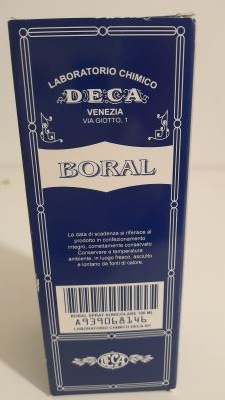 LABORATORIO CHIMICO
DECA
VENEZIA
VIA GIOTTO, 1
BORAL
La data di scadenza si riferisce al
prodotto in confezionamento
integro, correttamente conservato
Conservare a temperatura
ambiente, in luogo fresco, asciutto
e lontano da fonti di calore.
BORAL SPRAY AURICOLARE 100 ML
A939068146
LABORATORIO CHIMICO DECA
DECA